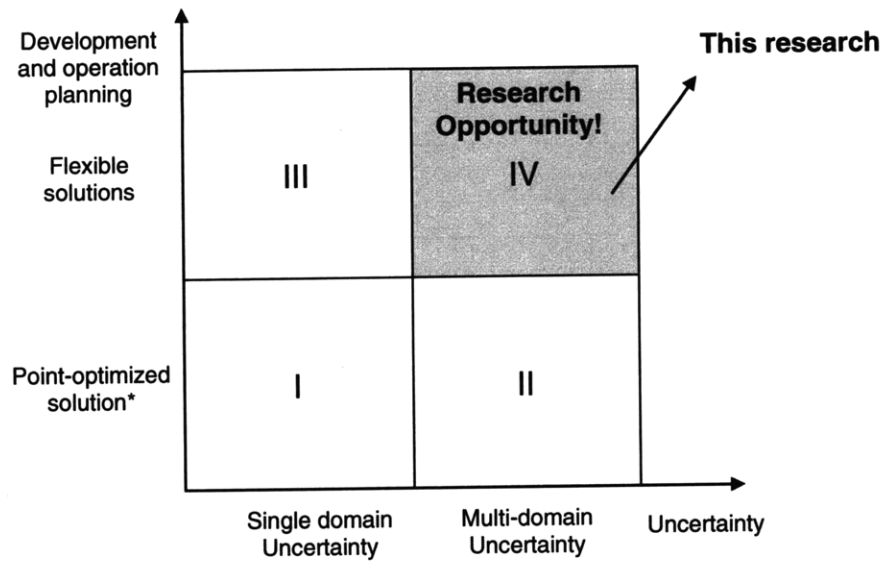 Development
and operation
planning
This research
Research
Opportunity!
Flexible
solutions
III
IV
Point-optimized
solution*
I
II
Single domain
Uncertainty
Multi-domain
Uncertainty
Uncertainty